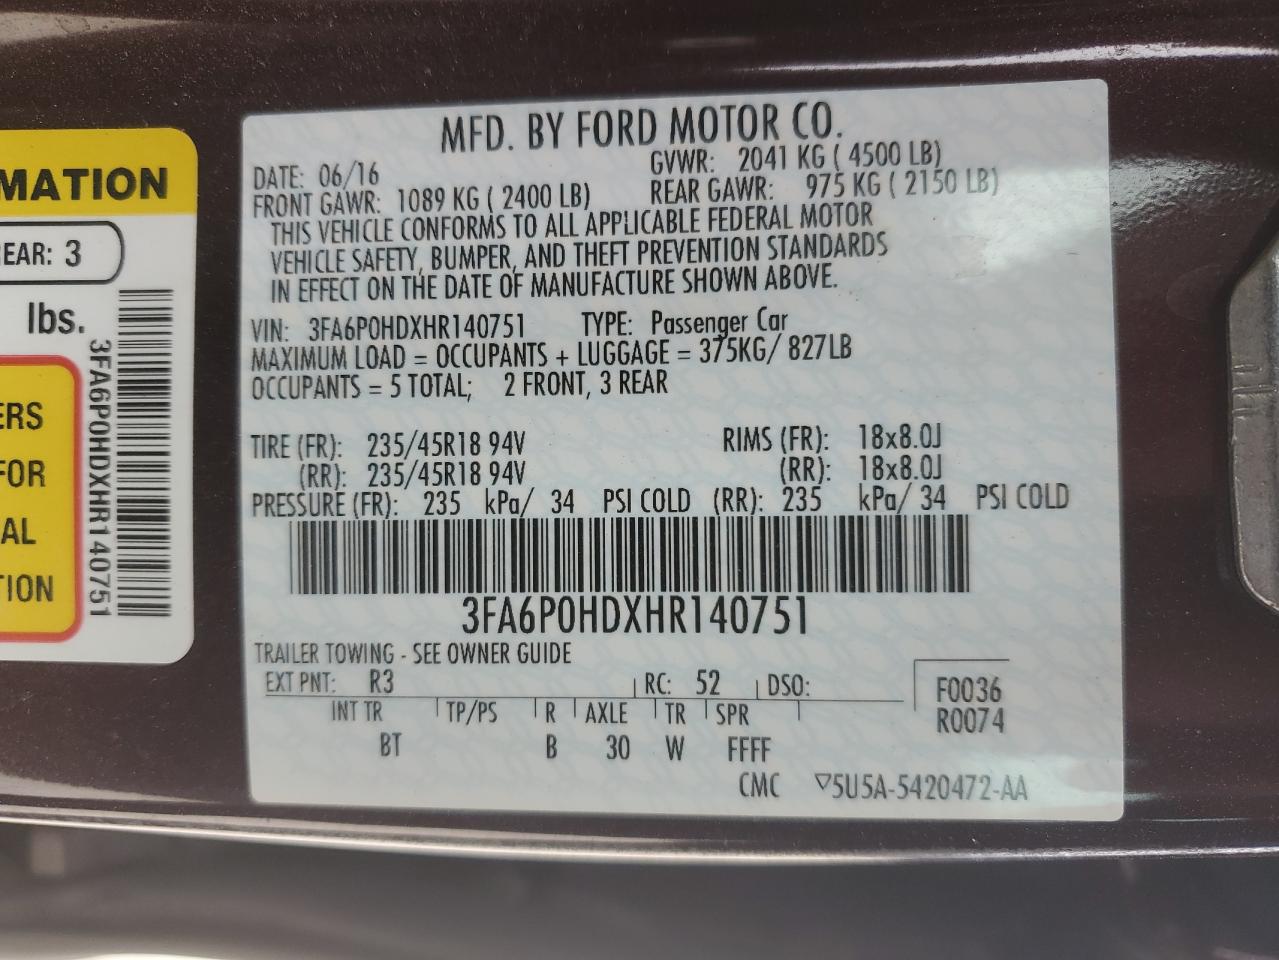 MFD. BY FORD MOTOR CO.
DATE: 06/16 GVWR: 2041 KG ( 4500 LB)
FRONT GAWR: 1089 KG ( 2400 LB) REAR GAWR: 975 KG ( 2150 LB)
THIS VEHICLE CONFORMS TO ALL APPLICABLE FEDERAL MOTOR
VEHICLE SAFETY, BUMPER, AND THEFT PREVENTION STANDARDS
IN EFFECT ON THE DATE OF MANUFACTURE SHOWN ABOVE.
VIN: 3FA6P0HDXHR140751 TYPE: Passenger Car
MAXIMUM LOAD = OCCUPANTS + LUGGAGE = 375KG/ 827LB
OCCUPANTS = 5 TOTAL; 2 FRONT, 3 REAR
TIRE (FR): 235/45R18 94V RIMS (FR): 18x8.0J
(RR): 235/45R18 94V (RR): 18x8.0J
PRESSURE (FR): 235 kPa/ 34 PSI COLD (RR): 235 kPa/ 34 PSI COLD
3FA6P0HDXHR140751
TRAILER TOWING - SEE OWNER GUIDE
EXT PNT: R3 RC: 52 DSO:
F0036
R0074
INT TR TP/PS R AXLE TR SPR
BT B 30 W FFFF
CMC ▽5U5A-5420472-AA
MATION
EAR: 3
lbs.
ERS
FOR
AL
TION
3FA6P0HDXHR140751